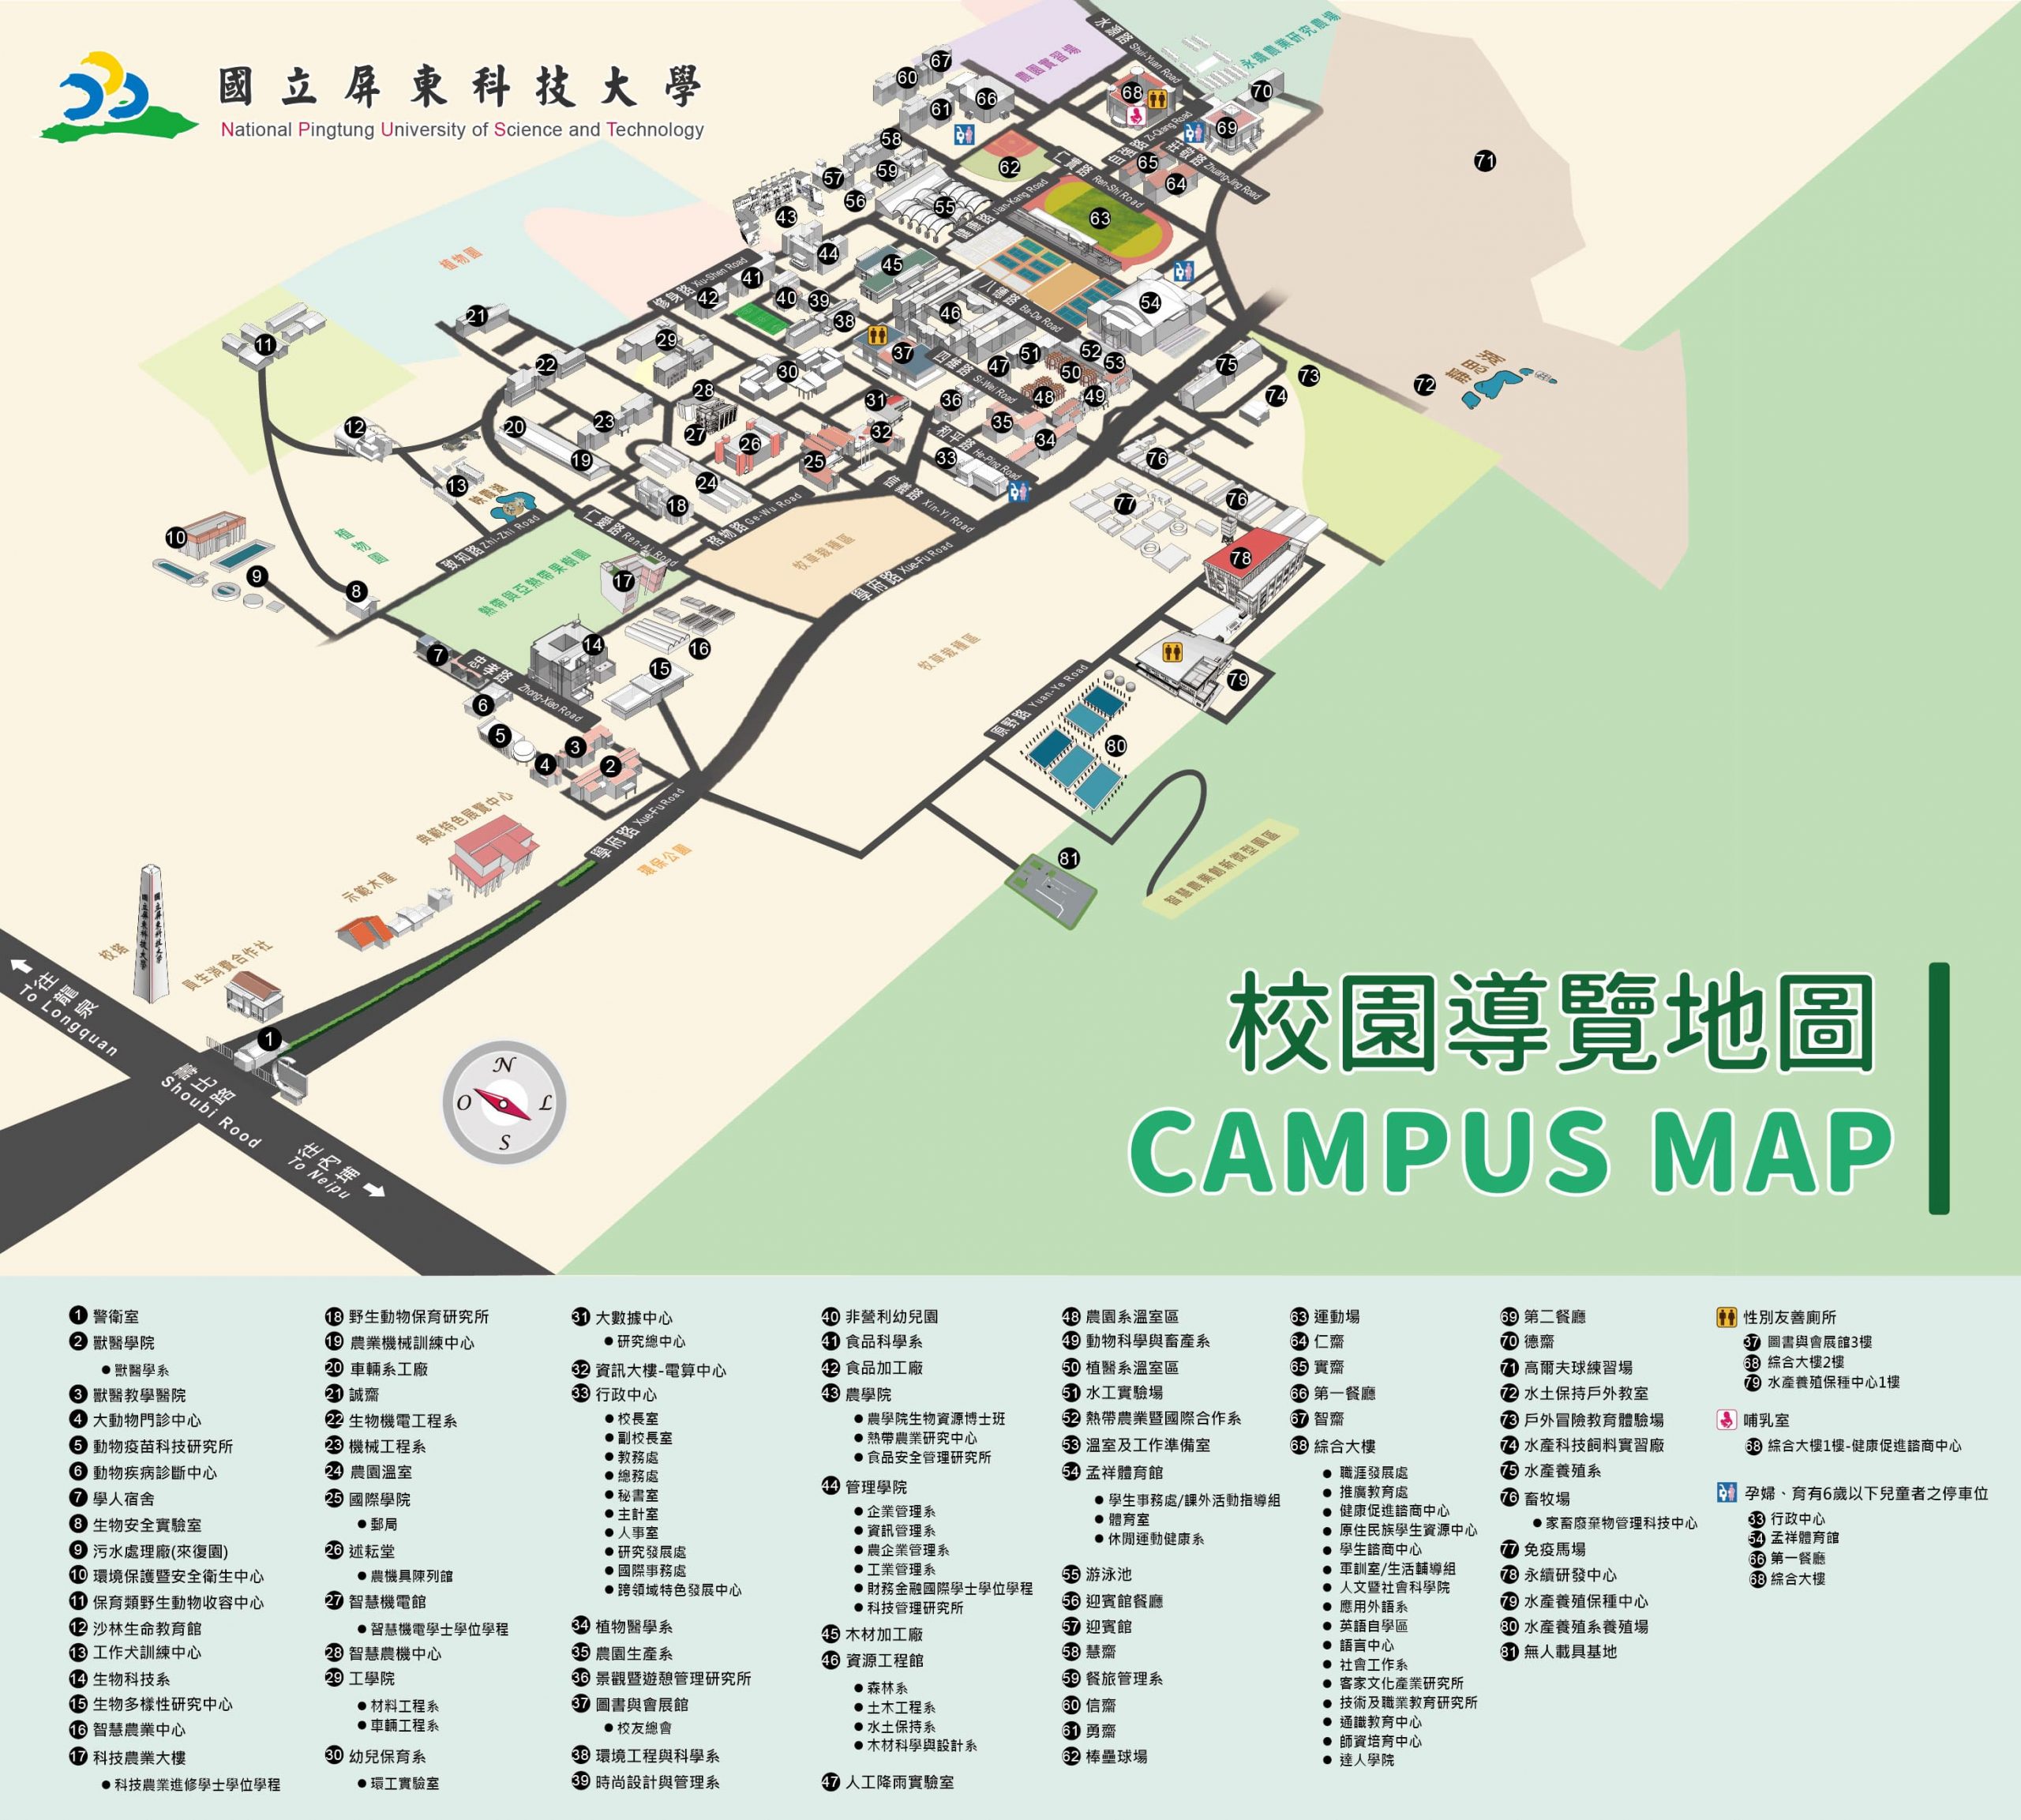 國立屏東科技大學
National Pingtung University of Science and Technology
農園實習場
水源路 Shui-Yuan Road
永續農業研究農場
自強路 Zi-Qiang Road
莊敬路 Zhuang-Jing Road
仁實路 Ren-Shi Road
健康路 Jian-Kang Road
植物園
修身路 Xiu-Shen Road
八德路 Ba-De Road
四維路 Si-Wei Road
和平路 He-Ping Road
信義路 Xin-Yi Road
格物路 Ge-Wu Road
仁愛路 Ren-Ai Road
致知路 Zhi-Zhi Road
植物園
熱帶與亞熱帶果樹園
牧草栽種區
學府路 Xue-Fu Road
牧草栽種區
忠孝路 Zhong-Xiao Road
原野路 Yuan-Ye Road
學府路 Xue-Fu Road
典範特色展覽中心
環保公園
示範木屋
智慧農業創新微型園區
校塔
國立屏東科技大學
國立屏東科技大學
員生消費合作社
往龍泉
To Longquan
壽比路
Shoubi Rood
往內埔
To Neipu
N
O
L
S
校園導覽地圖
CAMPUS MAP
1 警衛室
2 獸醫學院
● 獸醫學系
3 獸醫教學醫院
4 大動物門診中心
5 動物疫苗科技研究所
6 動物疾病診斷中心
7 學人宿舍
8 生物安全實驗室
9 污水處理廠(來復園)
10 環境保護暨安全衛生中心
11 保育類野生動物收容中心
12 沙林生命教育館
13 工作犬訓練中心
14 生物科技系
15 生物多樣性研究中心
16 智慧農業中心
17 科技農業大樓
● 科技農業進修學士學位學程
18 野生動物保育研究所
19 農業機械訓練中心
20 車輛系工廠
21 誠齋
22 生物機電工程系
23 機械工程系
24 農園溫室
25 國際學院
● 郵局
26 述耘堂
● 農機具陳列館
27 智慧機電館
● 智慧機電學士學位學程
28 智慧農機中心
29 工學院
● 材料工程系
● 車輛工程系
30 幼兒保育系
● 環工實驗室
31 大數據中心
● 研究總中心
32 資訊大樓-電算中心
33 行政中心
● 校長室
● 副校長室
● 教務處
● 總務處
● 秘書室
● 主計室
● 人事室
● 研究發展處
● 國際事務處
● 跨領域特色發展中心
34 植物醫學系
35 農園生產系
36 景觀暨遊憩管理研究所
37 圖書與會展館
● 校友總會
38 環境工程與科學系
39 時尚設計與管理系
40 非營利幼兒園
41 食品科學系
42 食品加工廠
43 農學院
● 農學院生物資源博士班
● 熱帶農業研究中心
● 食品安全管理研究所
44 管理學院
● 企業管理系
● 資訊管理系
● 農企業管理系
● 工業管理系
● 財務金融國際學士學位學程
● 科技管理研究所
45 木材加工廠
46 資源工程館
● 森林系
● 土木工程系
● 水土保持系
● 木材科學與設計系
47 人工降雨實驗室
48 農園系溫室區
49 動物科學與畜產系
50 植醫系溫室區
51 水工實驗場
52 熱帶農業暨國際合作系
53 溫室及工作準備室
54 孟祥體育館
● 學生事務處/課外活動指導組
● 體育室
● 休閒運動健康系
55 游泳池
56 迎賓館餐廳
57 迎賓館
58 慧齋
59 餐旅管理系
60 信齋
61 勇齋
62 棒壘球場
63 運動場
64 仁齋
65 實齋
66 第一餐廳
67 智齋
68 綜合大樓
● 職涯發展處
● 推廣教育處
● 健康促進諮商中心
● 原住民族學生資源中心
● 學生諮商中心
● 軍訓室/生活輔導組
● 人文暨社會科學院
● 應用外語系
● 英語自學區
● 語言中心
● 社會工作系
● 客家文化產業研究所
● 技術及職業教育研究所
● 通識教育中心
● 師資培育中心
● 達人學院
69 第二餐廳
70 德齋
71 高爾夫球練習場
72 水土保持戶外教室
73 戶外冒險教育體驗場
74 水產科技飼料實習廠
75 水產養殖系
76 畜牧場
● 家畜廢棄物管理科技中心
77 免疫馬場
78 永續研發中心
79 水產養殖保種中心
80 水產養殖系養殖場
81 無人載具基地
性別友善廁所
37 圖書與會展館3樓
68 綜合大樓2樓
79 水產養殖保種中心1樓
哺乳室
68 綜合大樓1樓-健康促進諮商中心
孕婦、育有6歲以下兒童者之停車位
33 行政中心
54 孟祥體育館
66 第一餐廳
68 綜合大樓